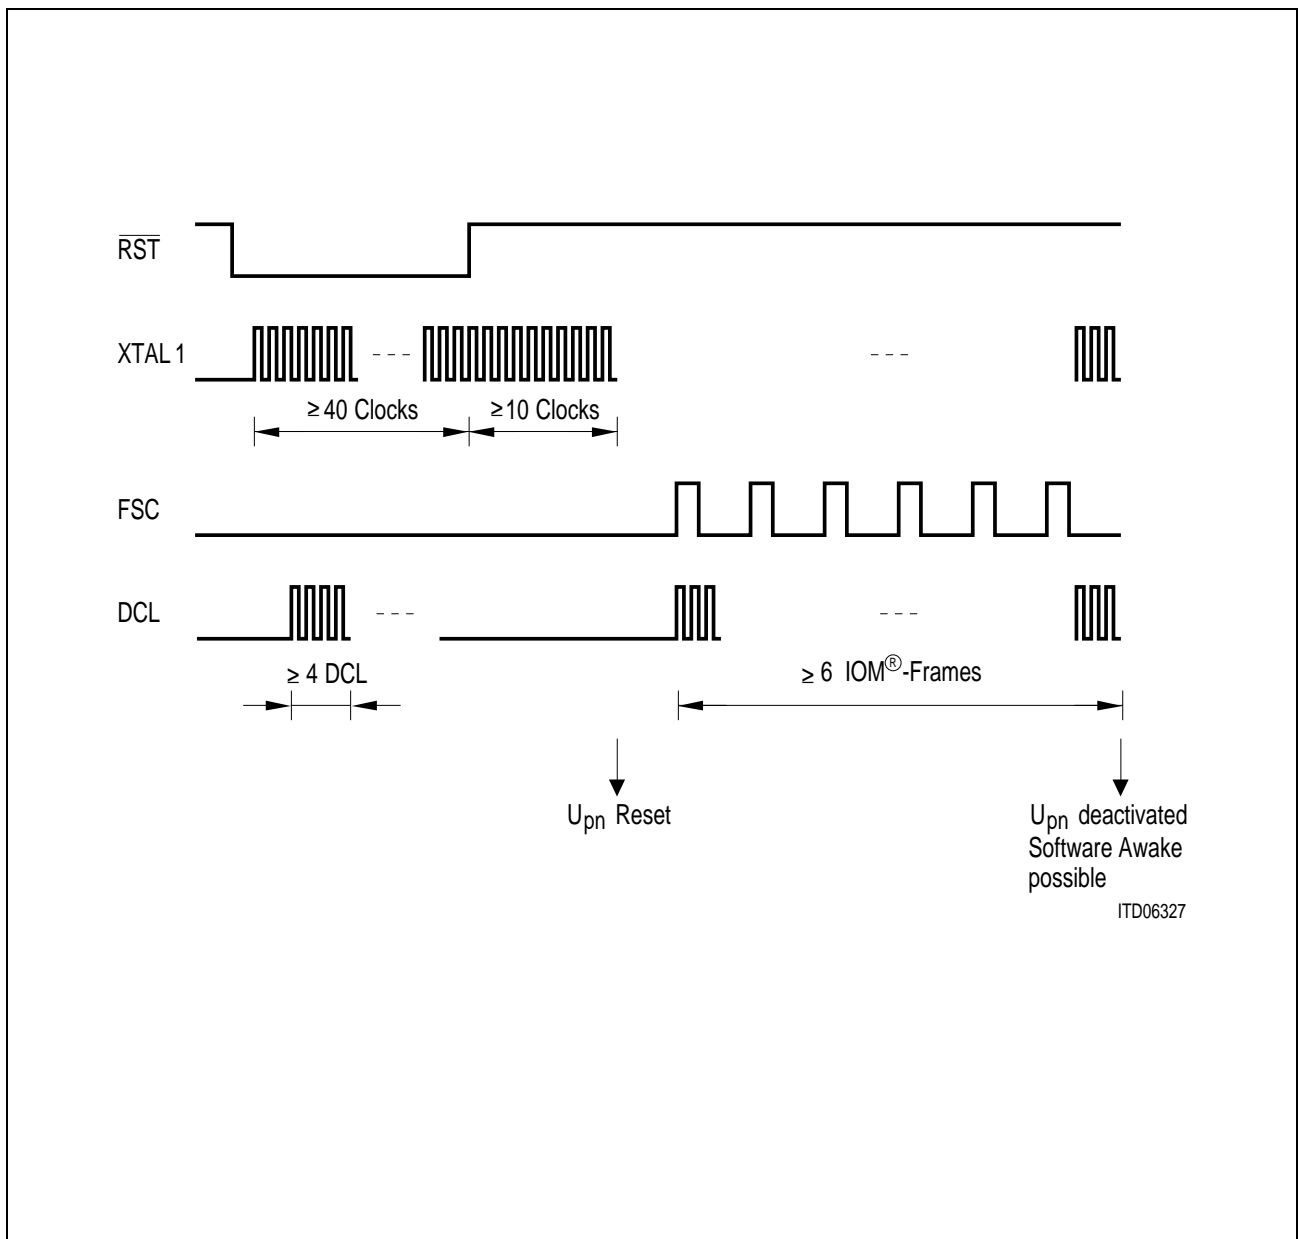 RST
XTAL 1
≥ 40 Clocks
≥ 10 Clocks
FSC
DCL
≥ 4 DCL
≥ 6 IOM®-Frames
Upn Reset
Upn deactivated
Software Awake
possible
ITD06327